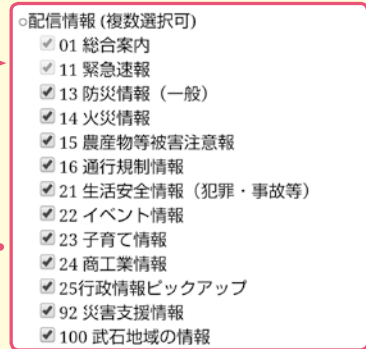 ○配信情報 (複数選択可)
01 総合案内
11 緊急速報
13 防災情報（一般）
14 火災情報
15 農産物等被害注意報
16 通行規制情報
21 生活安全情報（犯罪・事故等）
22 イベント情報
23 子育て情報
24 商工業情報
25行政情報ピックアップ
92 災害支援情報
100 武石地域の情報